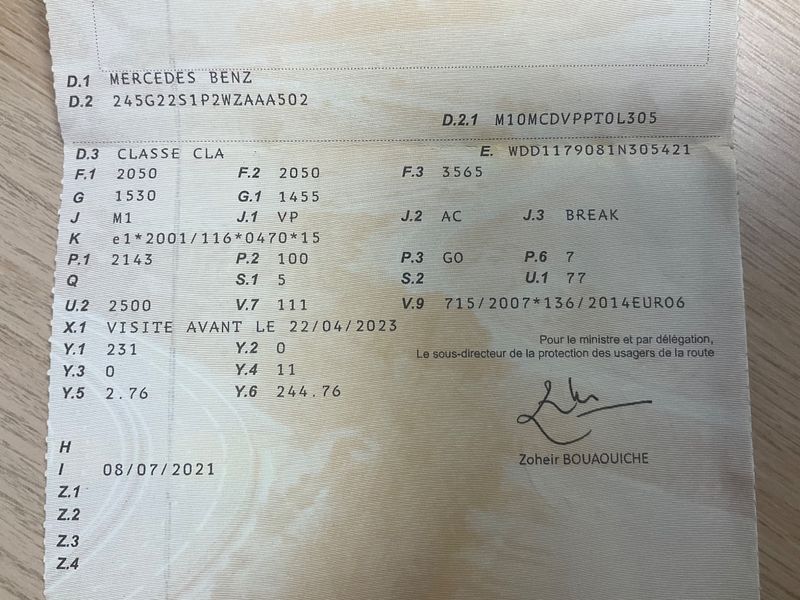 D.1 MERCEDES BENZ
D.2 245G22S1P2WZAAA502
D.2.1 M10MCDVPPT0L305
D.3 CLASSE CLA E. WDD1179081N305421
F.1 2050 F.2 2050 F.3 3565
G 1530 G.1 1455
J M1 J.1 VP J.2 AC J.3 BREAK
K e1*2001/116*0470*15
P.1 2143 P.2 100 P.3 GO P.6 7
Q S.1 5 S.2 U.1 77
U.2 2500 V.7 111 V.9 715/2007*136/2014EURO6
X.1 VISITE AVANT LE 22/04/2023
Pour le ministre et par délégation,
Le sous-directeur de la protection des usagers de la route
Y.1 231 Y.2 0
Y.3 0 Y.4 11
Y.5 2.76 Y.6 244.76
Zoheir BOUAOUICHE
H
I 08/07/2021
Z.1
Z.2
Z.3
Z.4